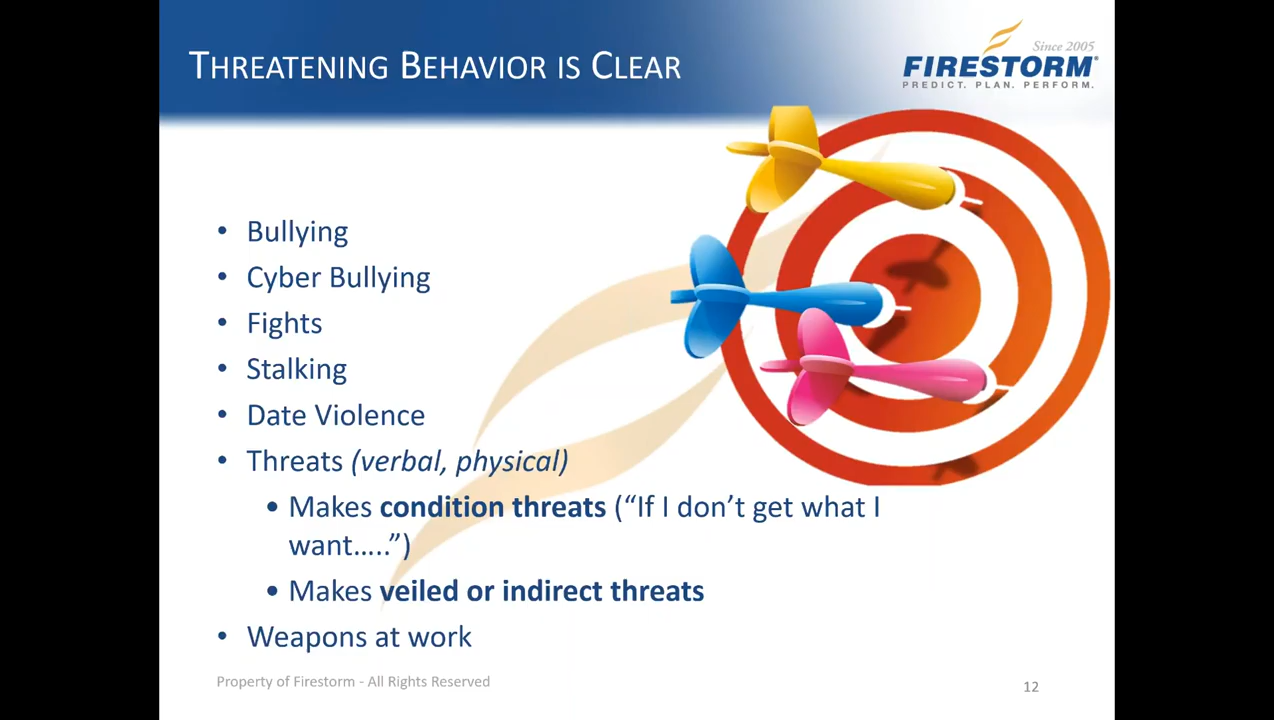 THREATENING BEHAVIOR IS CLEAR
Since 2005
FIRESTORM®
PREDICT. PLAN. PERFORM.
• Bullying
• Cyber Bullying
• Fights
• Stalking
• Date Violence
• Threats (verbal, physical)
• Makes condition threats (“If I don’t get what I
want…..”)
• Makes veiled or indirect threats
• Weapons at work
Property of Firestorm - All Rights Reserved
12